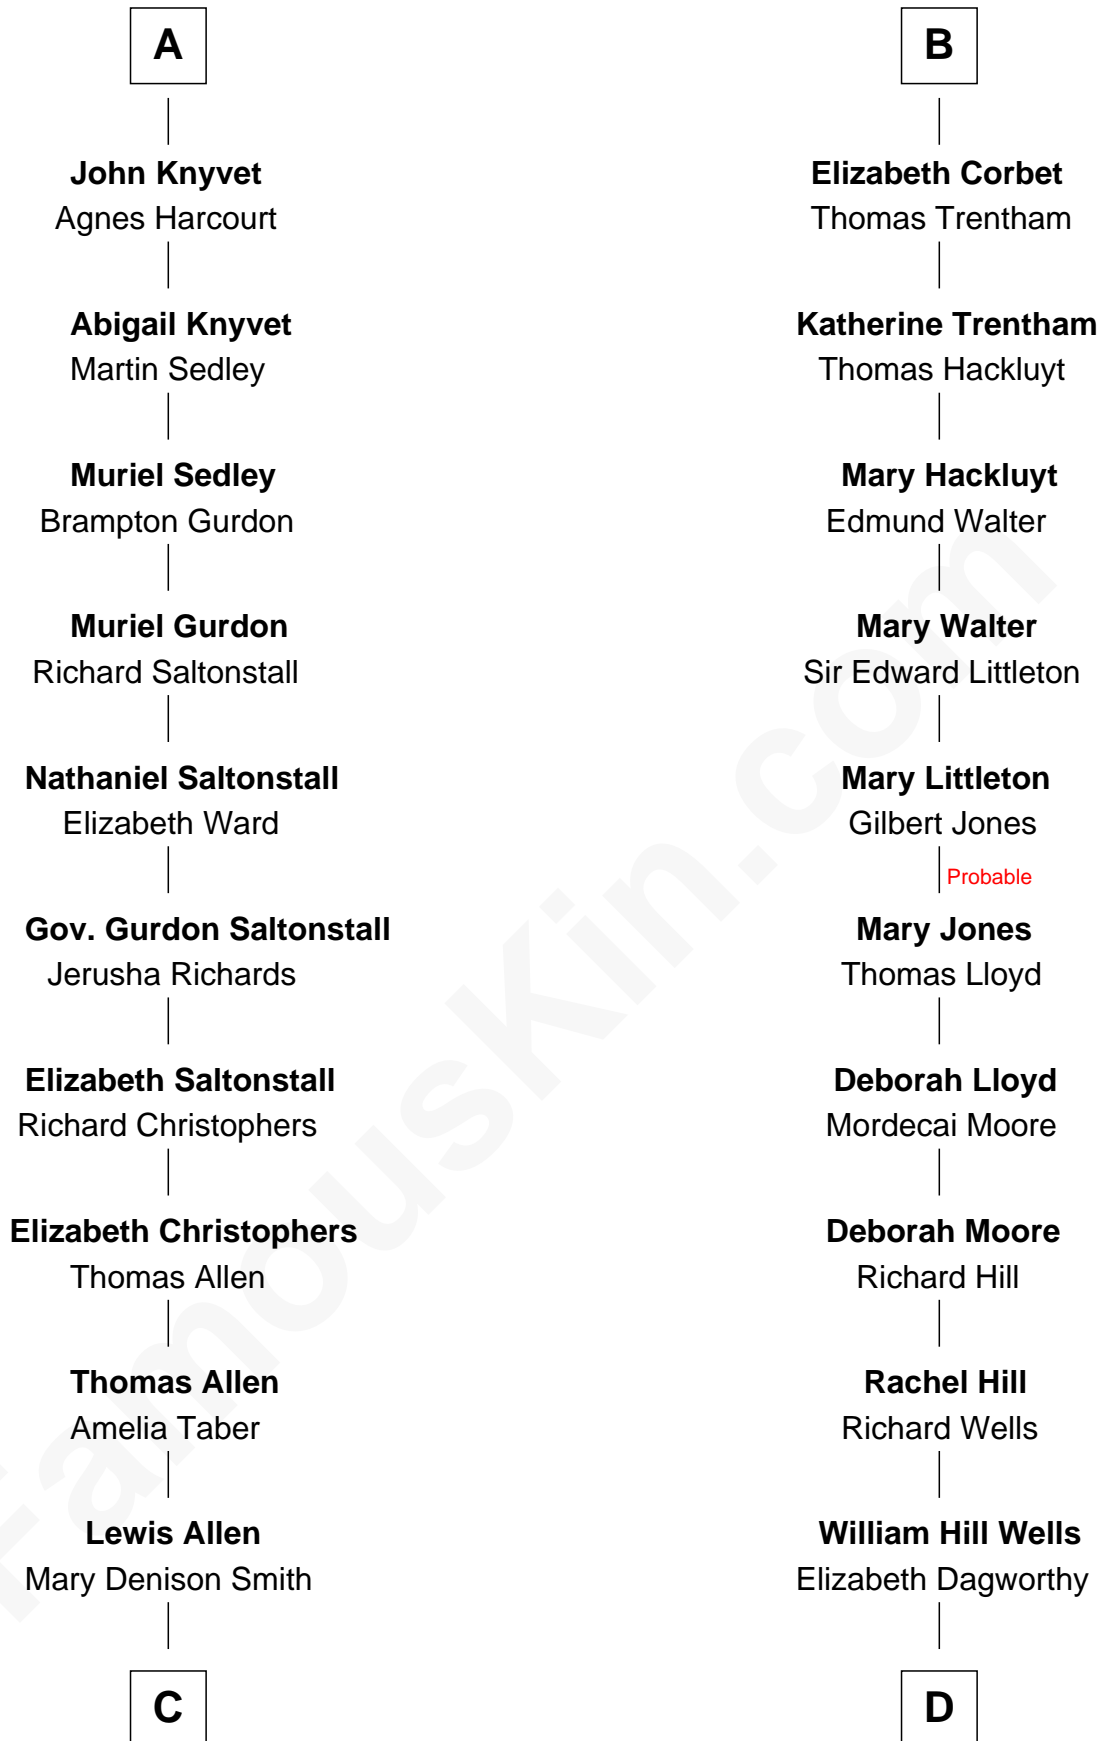 A
John Knyvet
Agnes Harcourt
Abigail Knyvet
Martin Sedley
Muriel Sedley
Brampton Gurdon
Muriel Gurdon
Richard Saltonstall
Nathaniel Saltonstall
Elizabeth Ward
Gov. Gurdon Saltonstall
Jerusha Richards
Elizabeth Saltonstall
Richard Christophers
Elizabeth Christophers
Thomas Allen
Thomas Allen
Amelia Taber
Lewis Allen
Mary Denison Smith
C
B
Elizabeth Corbet
Thomas Trentham
Katherine Trentham
Thomas Hackluyt
Mary Hackluyt
Edmund Walter
Mary Walter
Sir Edward Littleton
Mary Littleton
Gilbert Jones
Probable
Mary Jones
Thomas Lloyd
Deborah Lloyd
Mordecai Moore
Deborah Moore
Richard Hill
Rachel Hill
Richard Wells
William Hill Wells
Elizabeth Dagworthy
D
FamousKin.com